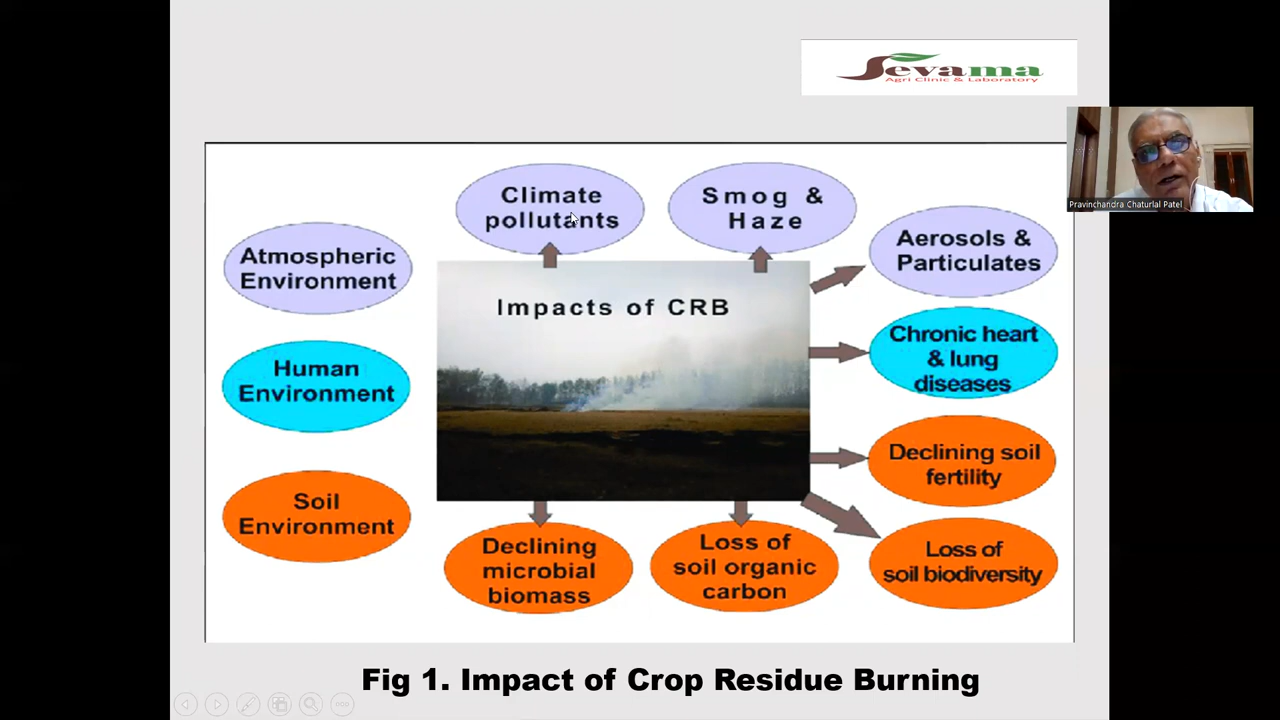 Sevama
Agri Clinic & Laboratory
Pravinchandra Chaturlal Patel
Climate
pollutants
Smog &
Haze
Aerosols &
Particulates
Atmospheric
Environment
Impacts of CRB
Chronic heart
& lung
diseases
Human
Environment
Declining soil
fertility
Soil
Environment
Declining
microbial
biomass
Loss of
soil organic
carbon
Loss of
soil biodiversity
Fig 1. Impact of Crop Residue Burning